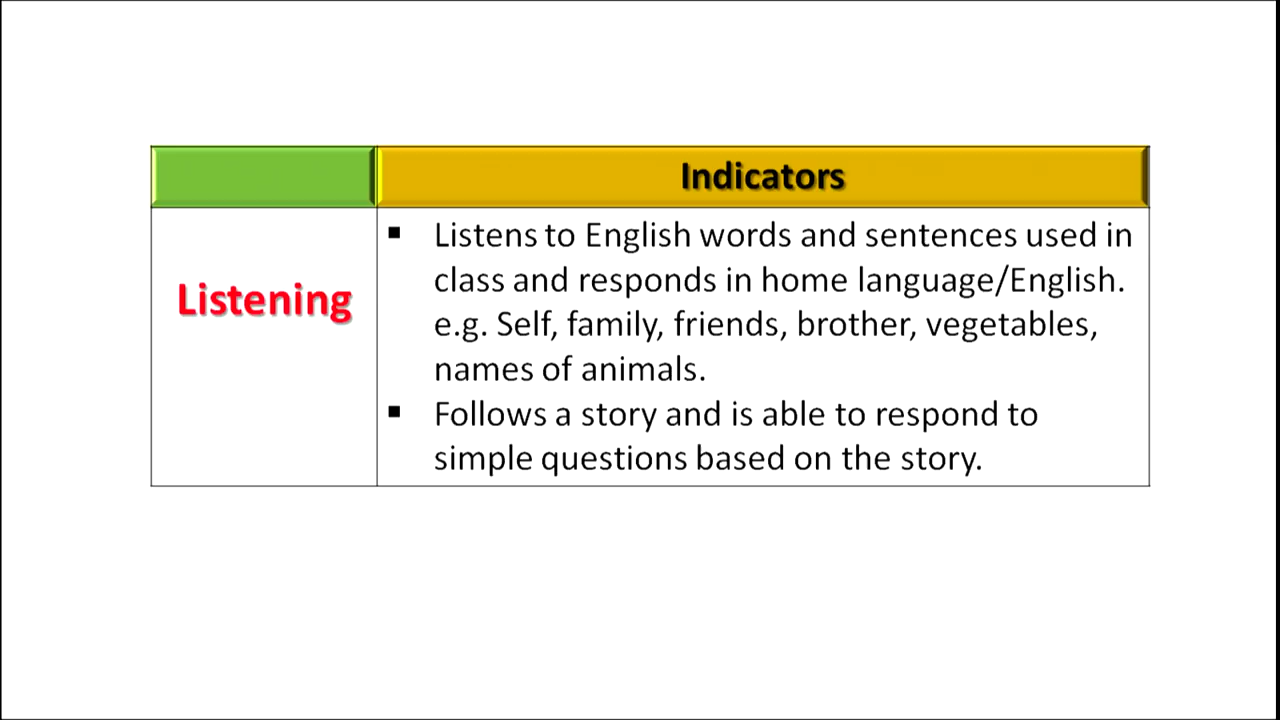 Indicators
Listening
▪ Listens to English words and sentences used in
class and responds in home language/English.
e.g. Self, family, friends, brother, vegetables,
names of animals.
▪ Follows a story and is able to respond to
simple questions based on the story.